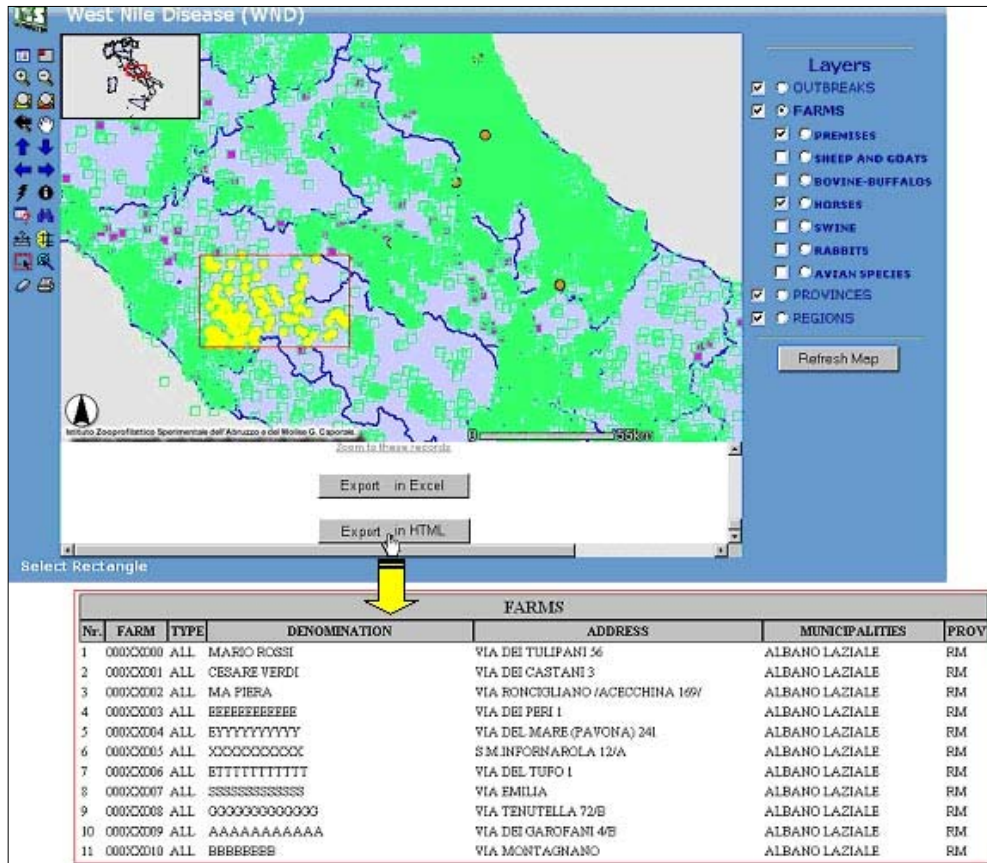 West Nile Disease (WND)
Layers
OUTBREAKS
FARMS
PREMISES
SHEEP AND GOATS
BOVINE-BUFFALOS
HORSES
SWINE
RABBITS
AVIAN SPECIES
PROVINCES
REGIONS
Refresh Map
Istituto Zooprofilattico Sperimentale dell'Abruzzo e del Molise G. Caporale
0 55km
Zoom to these records
Export in Excel
Export in HTML
Select Rectangle
FARMS
Nr. FARM TYPE DENOMINATION ADDRESS MUNICIPALITIES PROV
1 000XX000 ALL MARIO ROSSI VIA DEI TULIPANI 56 ALBANO LAZIALE RM
2 000XX001 ALL CESARE VERDI VIA DEI CASTANI 3 ALBANO LAZIALE RM
3 000XX002 ALL MA PIERA VIA RONCIGLIANO /ACECCHINA 169/ ALBANO LAZIALE RM
4 000XX003 ALL EEEEEEEEEEEE VIA DEI PERI 1 ALBANO LAZIALE RM
5 000XX004 ALL EYYYYYYYYYY VIA DEL MARE (PAVONA) 241 ALBANO LAZIALE RM
6 000XX005 ALL XXXXXXXXXXX S.M.INFORNAROLA 12/A ALBANO LAZIALE RM
7 000XX006 ALL ETTTTTTTTTTT VIA DEL TUFO 1 ALBANO LAZIALE RM
8 000XX007 ALL SSSSSSSSSSSSS VIA EMILIA ALBANO LAZIALE RM
9 000XX008 ALL GGGGGGGGGGGG VIA TENUTELLA 72/B ALBANO LAZIALE RM
10 000XX009 ALL AAAAAAAAAAA VIA DEI GAROFANI 4/B ALBANO LAZIALE RM
11 000XX010 ALL BBBBBBBB VIA MONTAGNANO ALBANO LAZIALE RM